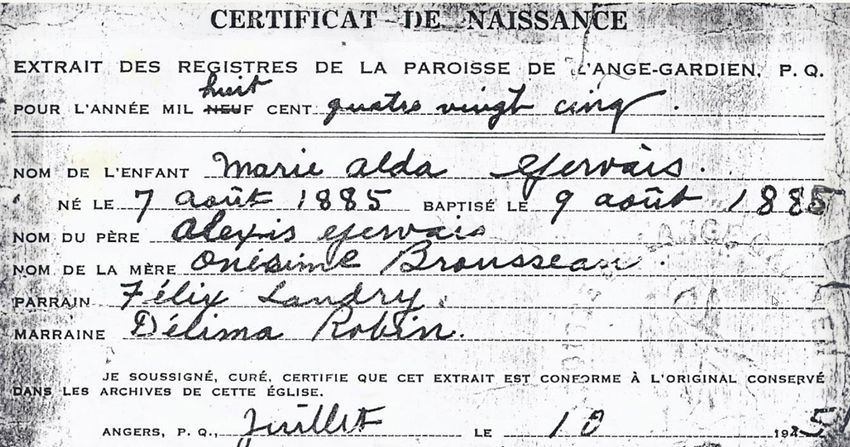 CERTIFICAT DE NAISSANCE
EXTRAIT DES REGISTRES DE LA PAROISSE DE L'ANGE-GARDIEN, P. Q.
huit
POUR L'ANNÉE MIL NEUF CENT quatre vingt cinq.
NOM DE L'ENFANT Marie Alda Gervais.
NÉ LE 7 août 1885 BAPTISÉ LE 9 août 1885
NOM DU PÈRE Alexis Gervais
NOM DE LA MÈRE Onésime Brousseau.
PARRAIN Félix Landry.
MARRAINE Délima Robin.
JE SOUSSIGNÉ, CURÉ, CERTIFIE QUE CET EXTRAIT EST CONFORME À L'ORIGINAL CONSERVÉ
DANS LES ARCHIVES DE CETTE ÉGLISE.
ANGERS, P. Q., Juillet LE 10